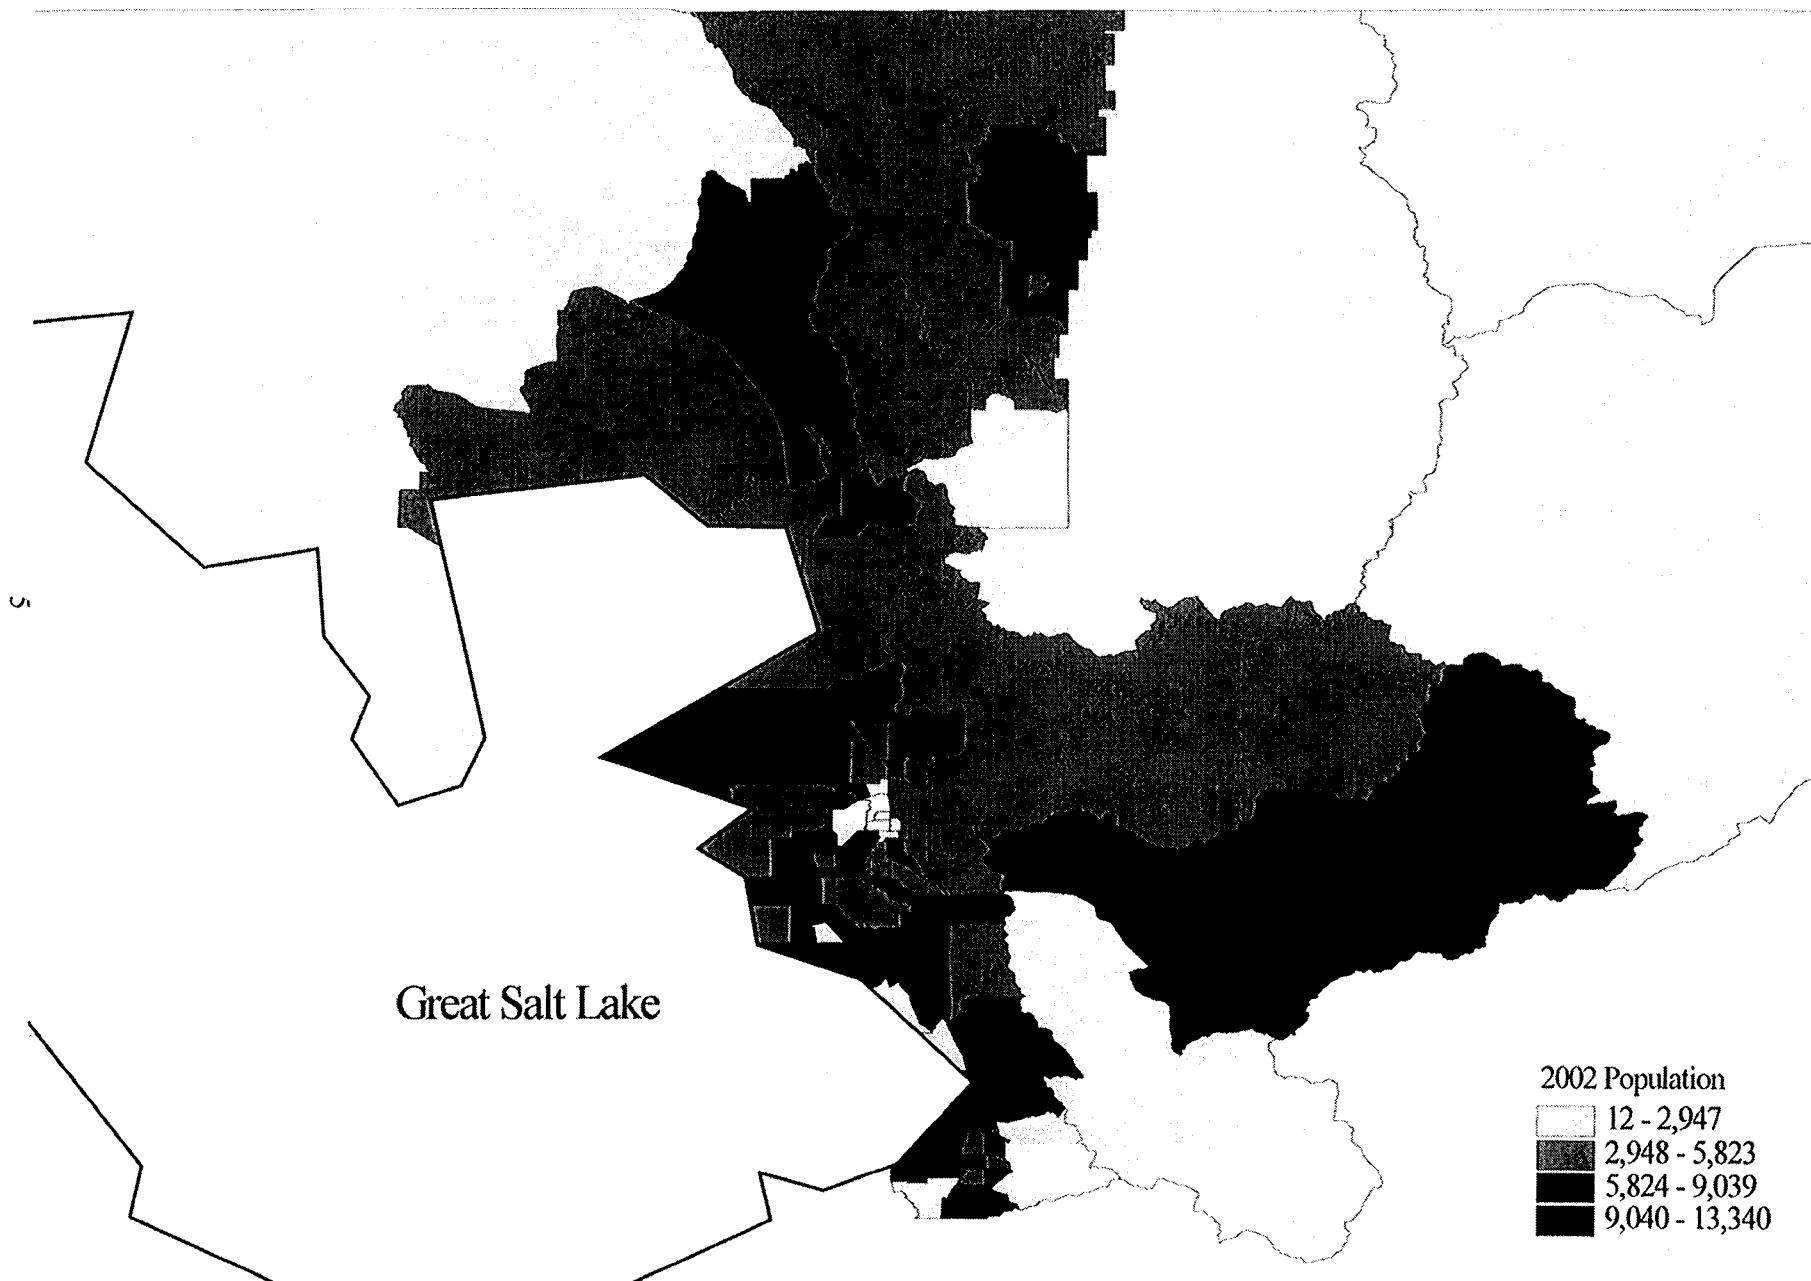 5
Great Salt Lake
2002 Population
12 - 2,947
2,948 - 5,823
5,824 - 9,039
9,040 - 13,340